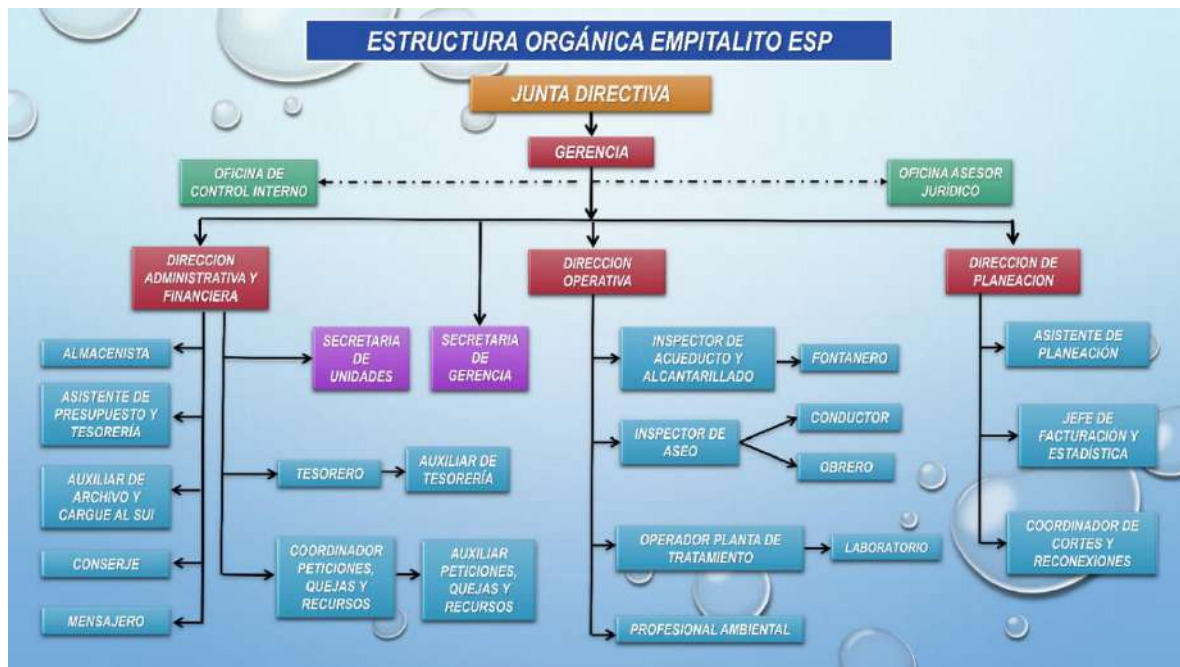 ESTRUCTURA ORGÁNICA EMPITALITO ESP
JUNTA DIRECTIVA
GERENCIA
OFICINA DE
CONTROL INTERNO
OFICINA ASESOR
JURÍDICO
DIRECCION
ADMINISTRATIVA Y
FINANCIERA
DIRECCION
OPERATIVA
DIRECCION DE
PLANEACION
ALMACENISTA
ASISTENTE DE
PRESUPUESTO Y
TESORERÍA
AUXILIAR DE
ARCHIVO Y
CARGUE AL SUI
CONSERJE
MENSAJERO
SECRETARIA
DE
UNIDADES
SECRETARIA
DE
GERENCIA
TESORERO
AUXILIAR DE
TESORERÍA
COORDINADOR
PETICIONES,
QUEJAS Y
RECURSOS
AUXILIAR
PETICIONES,
QUEJAS Y
RECURSOS
INSPECTOR DE
ACUEDUCTO Y
ALCANTARILLADO
FONTANERO
INSPECTOR DE
ASEO
CONDUCTOR
OBRERO
OPERADOR PLANTA DE
TRATAMIENTO
LABORATORIO
PROFESIONAL AMBIENTAL
ASISTENTE DE
PLANEACIÓN
JEFE DE
FACTURACIÓN Y
ESTADÍSTICA
COORDINADOR DE
CORTES Y
RECONEXIONES